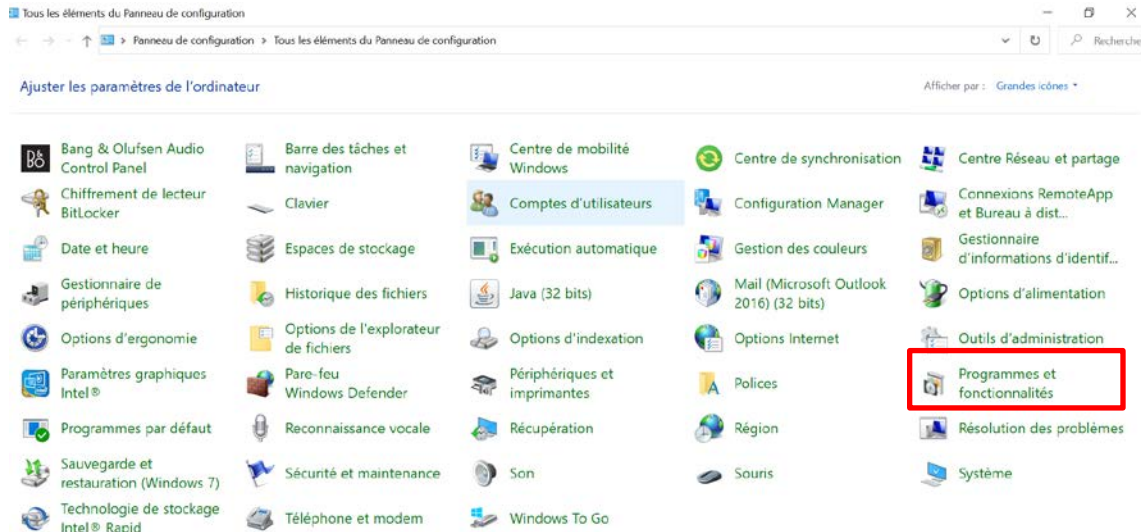 Tous les éléments du Panneau de configuration
Panneau de configuration > Tous les éléments du Panneau de configuration
Recherche
Ajuster les paramètres de l'ordinateur
Afficher par : Grandes icônes
Bang & Olufsen Audio
Control Panel
Barre des tâches et
navigation
Centre de mobilité
Windows
Centre de synchronisation
Centre Réseau et partage
Chiffrement de lecteur
BitLocker
Clavier
Comptes d'utilisateurs
Configuration Manager
Connexions RemoteApp
et Bureau à dist...
Date et heure
Espaces de stockage
Exécution automatique
Gestion des couleurs
Gestionnaire
d'informations d'identif...
Gestionnaire de
périphériques
Historique des fichiers
Java (32 bits)
Mail (Microsoft Outlook
2016) (32 bits)
Options d'alimentation
Options d'ergonomie
Options de l'explorateur
de fichiers
Options d'indexation
Options Internet
Outils d'administration
Paramètres graphiques
Intel®
Pare-feu
Windows Defender
Périphériques et
imprimantes
Polices
Programmes et
fonctionnalités
Programmes par défaut
Reconnaissance vocale
Récupération
Région
Résolution des problèmes
Sauvegarde et
restauration (Windows 7)
Sécurité et maintenance
Son
Souris
Système
Technologie de stockage
Intel® Rapid
Téléphone et modem
Windows To Go